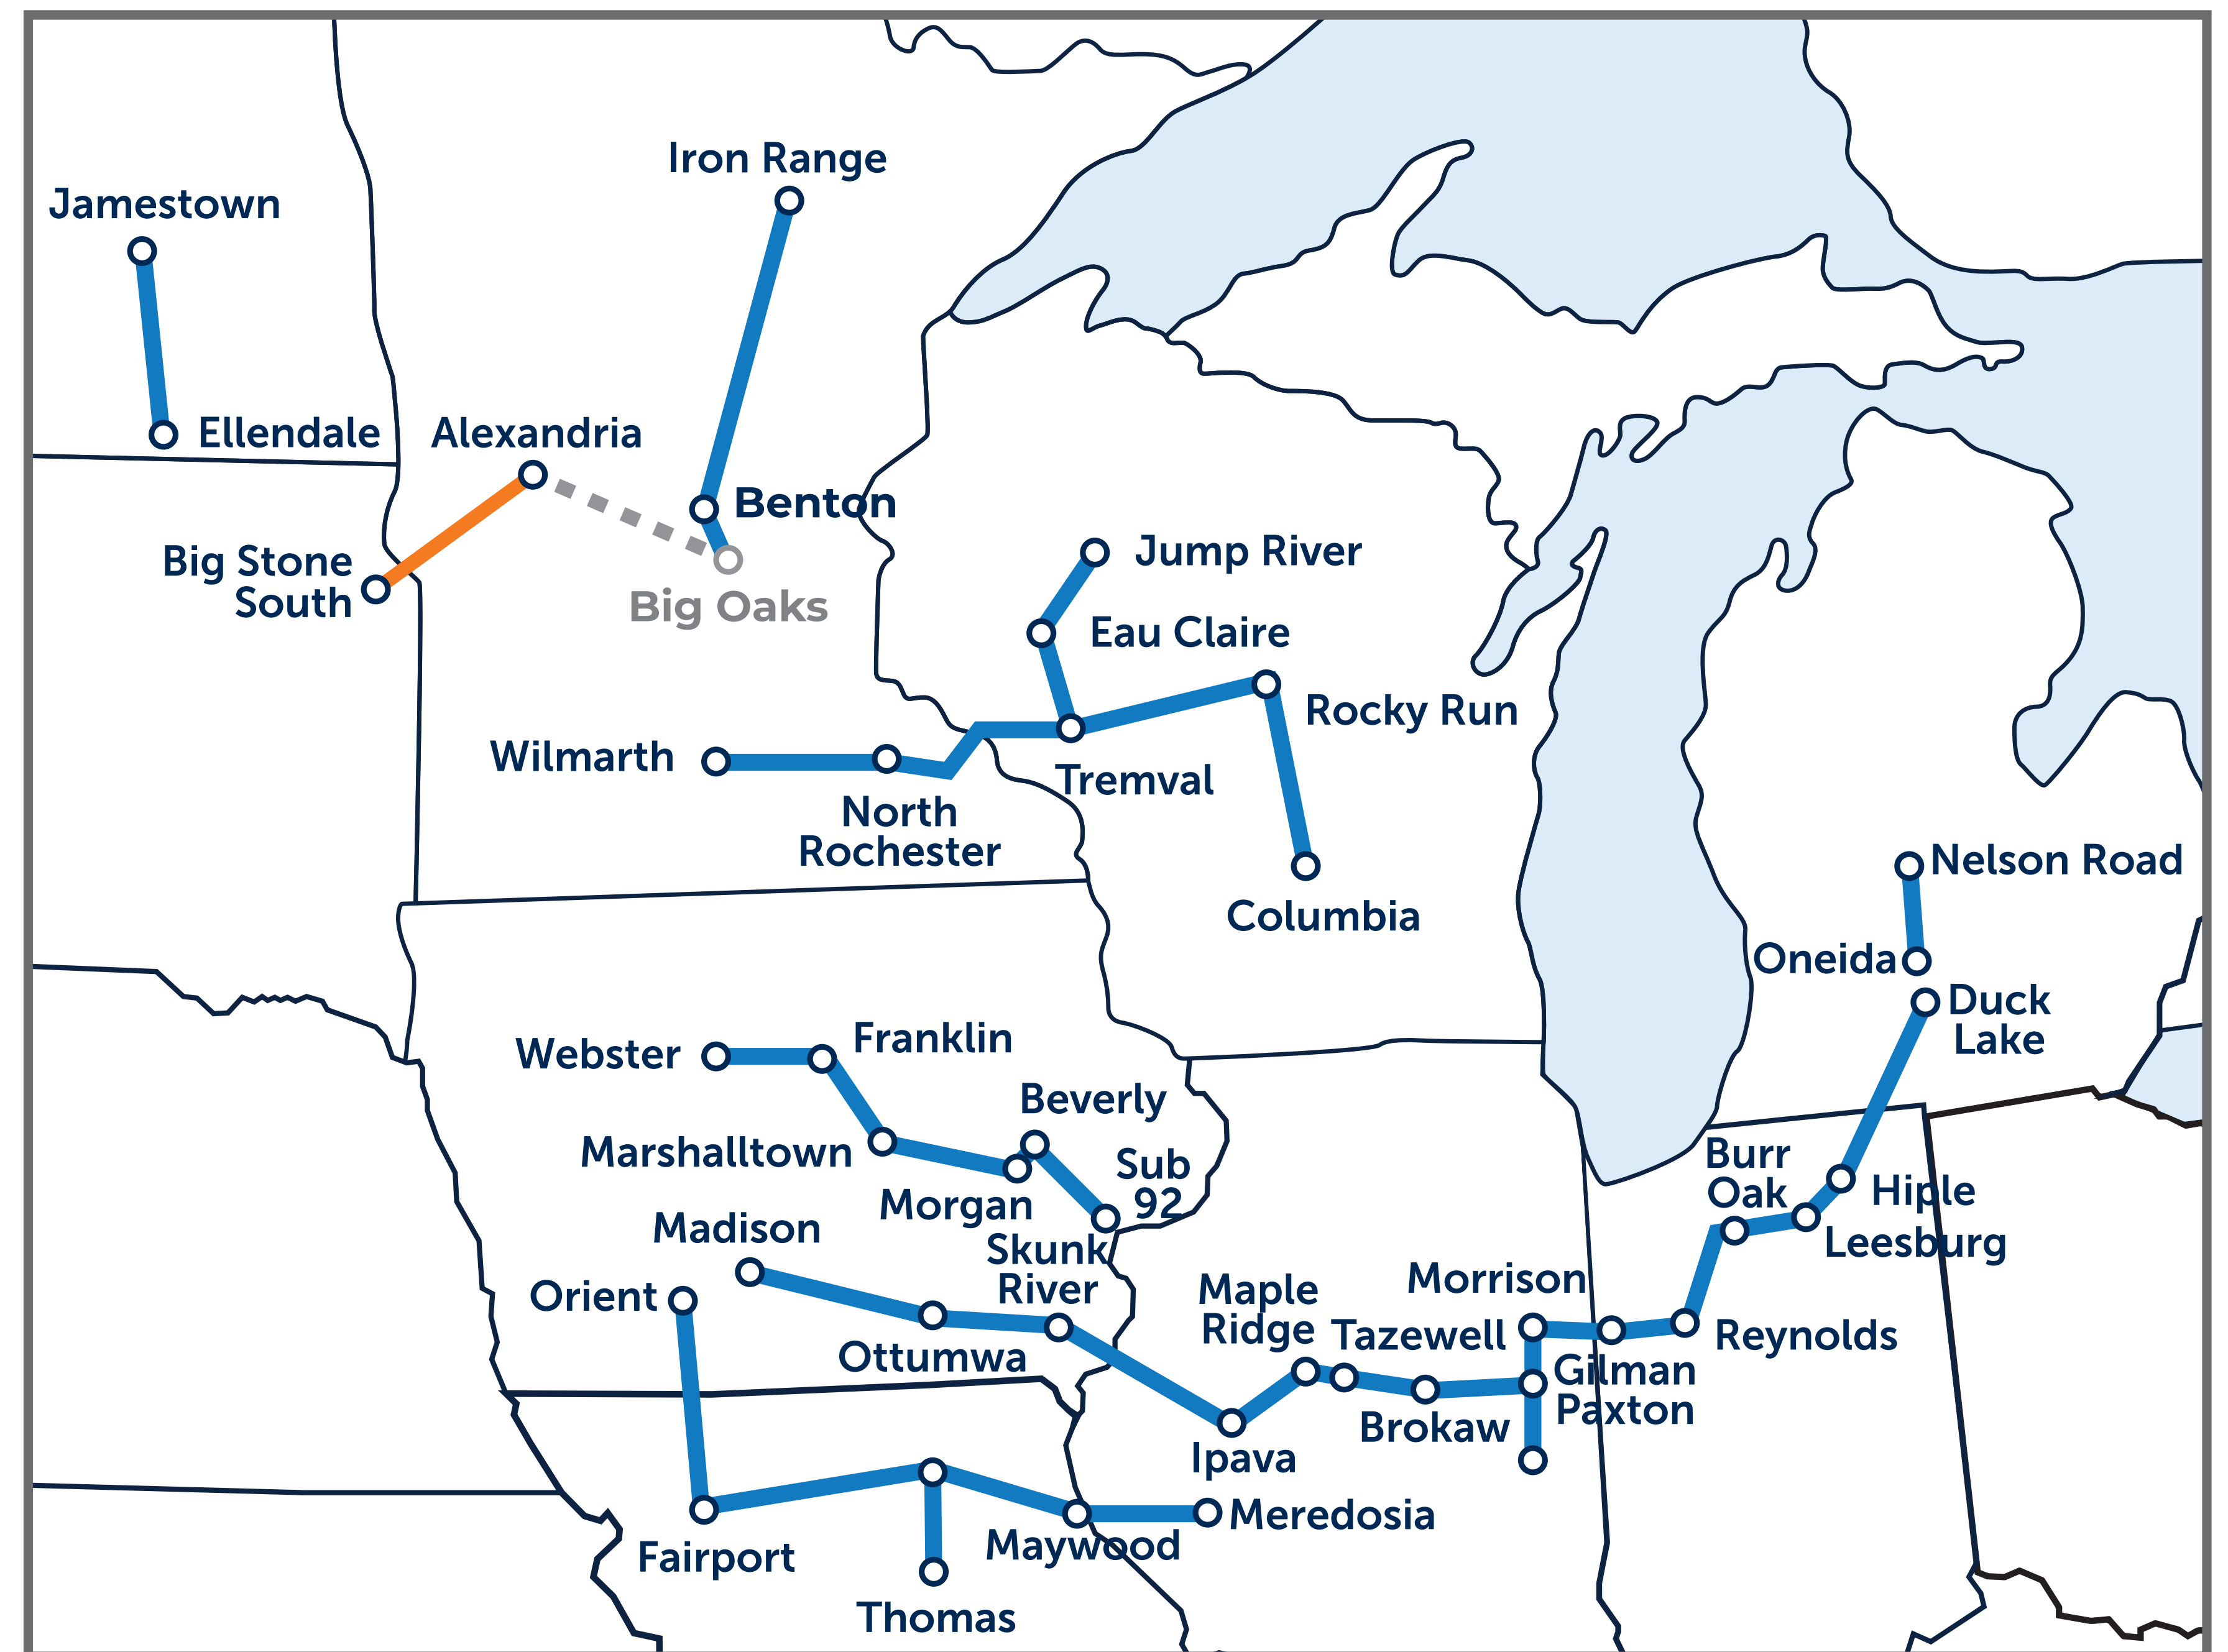 Iron Range
Jamestown
Ellendale
Alexandria
Benton
Big Stone
South
Big Oaks
Jump River
Eau Claire
Rocky Run
Wilmarth
Tremval
North
Rochester
Columbia
Nelson Road
Oneida
Duck
Lake
Franklin
Webster
Beverly
Marshalltown
Sub
92
Morgan
Burr
Oak
Hiple
Leesburg
Madison
Skunk
River
Orient
Ottumwa
Maple
Ridge
Morrison
Tazewell
Reynolds
Gilman
Paxton
Brokaw
Ipava
Meredosia
Maywood
Fairport
Thomas